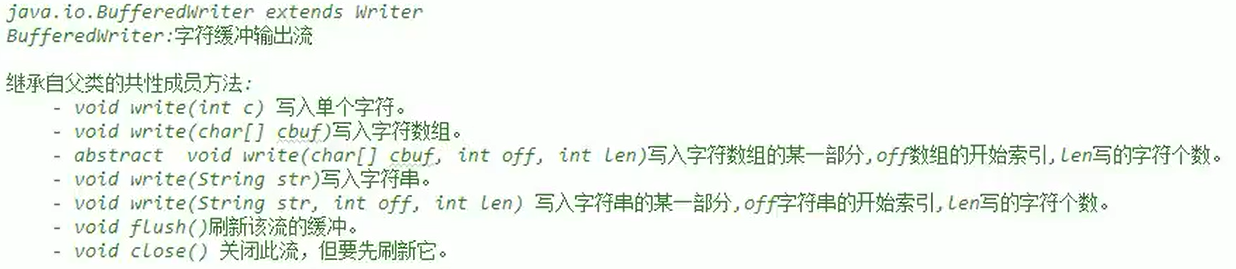 java.io.BufferedWriter extends Writer
BufferedWriter:字符缓冲输出流
继承自父类的共性成员方法:
- void write(int c) 写入单个字符。
- void write(char[] cbuf)写入字符数组。
- abstract  void write(char[] cbuf, int off, int len)写入字符数组的某一部分,off数组的开始索引,len写的字符个数。
- void write(String str)写入字符串。
- void write(String str, int off, int len) 写入字符串的某一部分,off字符串的开始索引,len写的字符个数。
- void flush()刷新该流的缓冲。
- void close() 关闭此流，但要先刷新它。